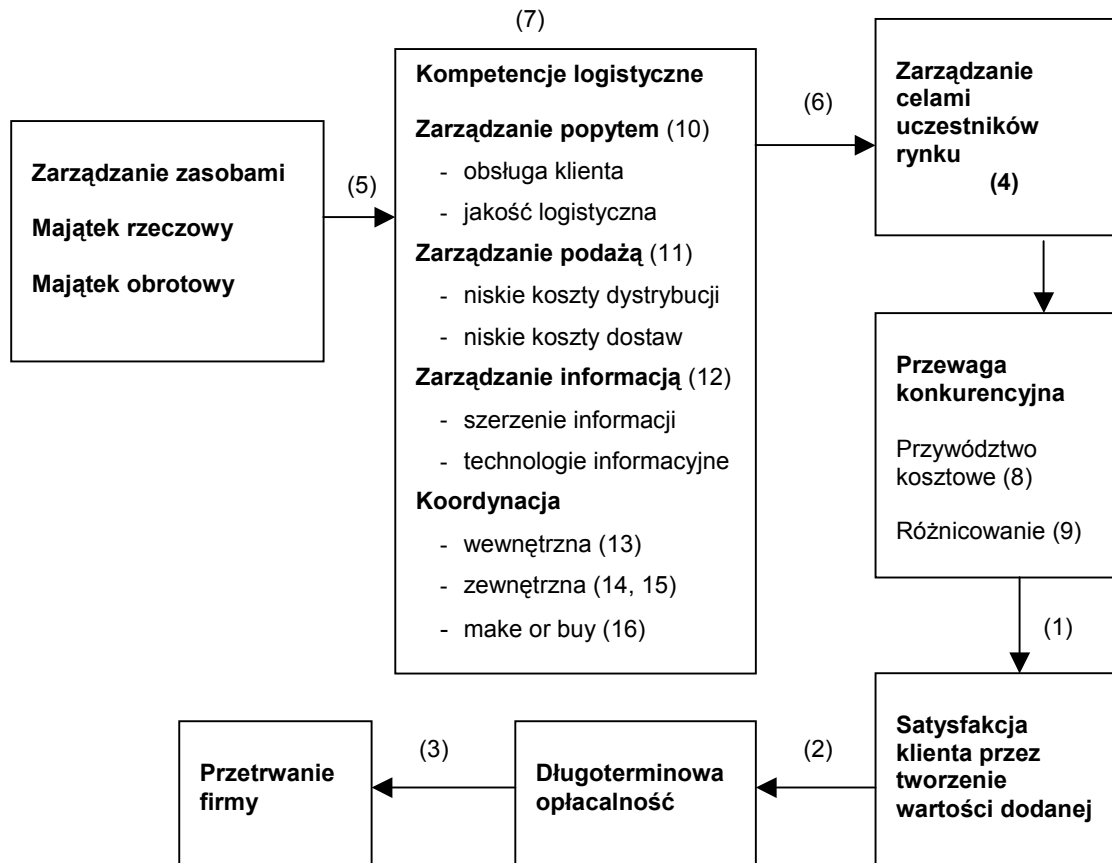 (7)
Zarządzanie zasobami
Majątek rzeczowy
Majątek obrotowy
(5)
Kompetencje logistyczne
Zarządzanie popytem (10)
- obsługa klienta
- jakość logistyczna
Zarządzanie podażą (11)
- niskie koszty dystrybucji
- niskie koszty dostaw
Zarządzanie informacją (12)
- szerzenie informacji
- technologie informacyjne
Koordynacja
- wewnętrzna (13)
- zewnętrzna (14, 15)
- make or buy (16)
(6)
Zarządzanie
celami
uczestników
rynku
(4)
Przewaga
konkurencyjna
Przywództwo
kosztowe (8)
Różnicowanie (9)
(1)
Satysfakcja
klienta przez
tworzenie
wartości dodanej
(2)
Długoterminowa
opłacalność
(3)
Przetrwanie
firmy